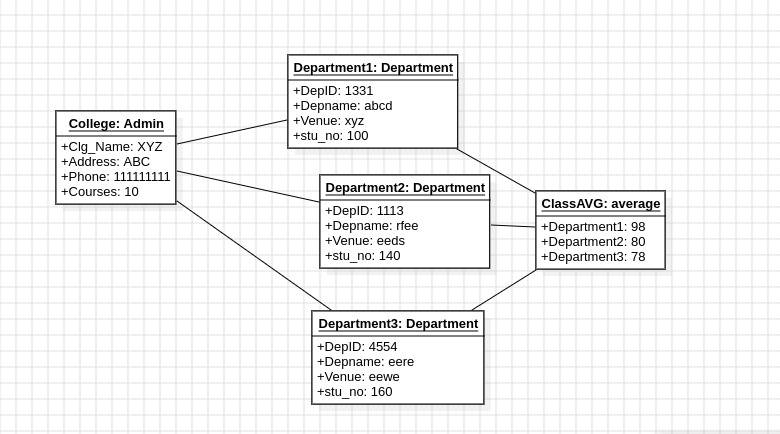 College: Admin
+Clg_Name: XYZ
+Address: ABC
+Phone: 111111111
+Courses: 10
Department1: Department
+DepID: 1331
+Depname: abcd
+Venue: xyz
+stu_no: 100
Department2: Department
+DepID: 1113
+Depname: rfee
+Venue: eeds
+stu_no: 140
Department3: Department
+DepID: 4554
+Depname: eere
+Venue: eewe
+stu_no: 160
ClassAVG: average
+Department1: 98
+Department2: 80
+Department3: 78